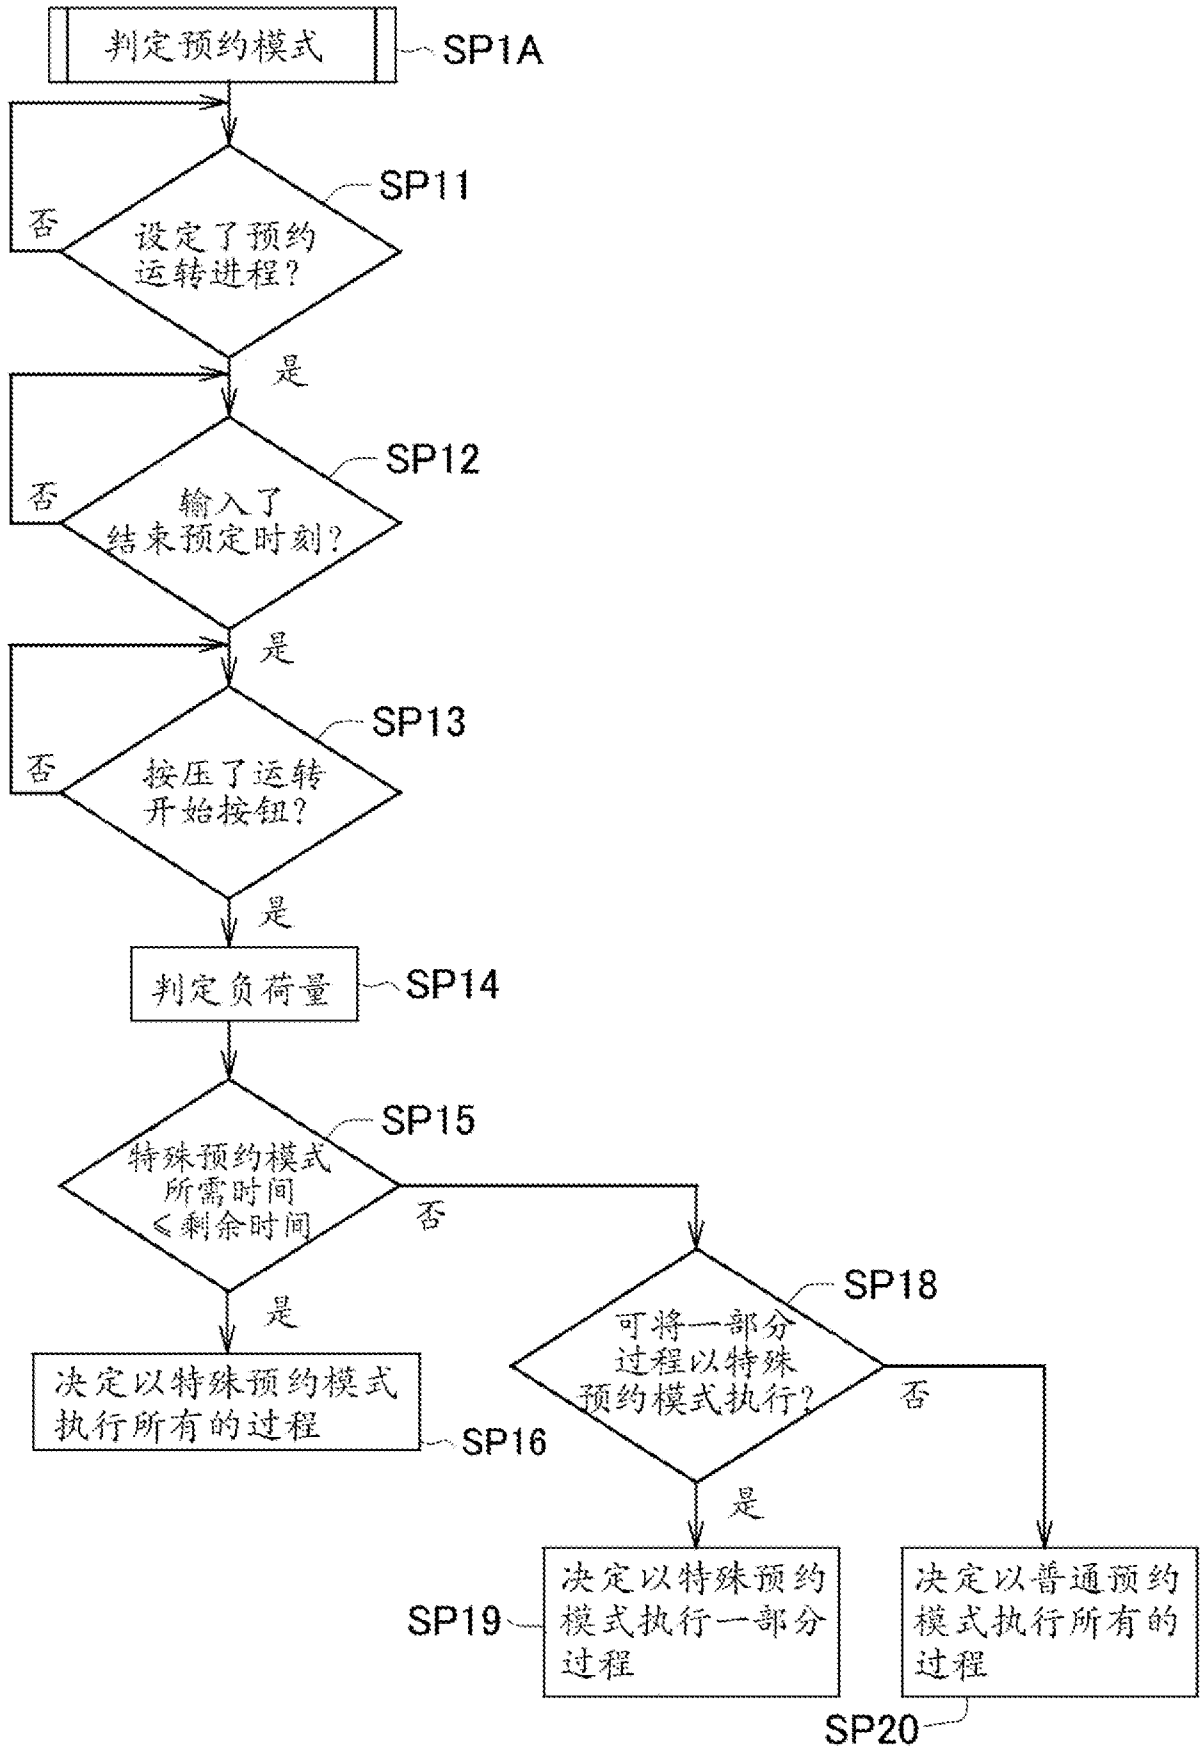 判定预约模式
SP1A
SP11
设定了预约
运转进程?
否
是
SP12
输入了
结束预定时刻?
否
是
SP13
按压了运转
开始按钮?
否
是
判定负荷量
SP14
SP15
特殊预约模式
所需时间
≤剩余时间
否
是
决定以特殊预约模式
执行所有的过程
SP16
SP18
可将一部分
过程以特殊
预约模式执行?
否
是
决定以特殊预约
模式执行一部分
过程
SP19
决定以普通预约
模式执行所有的
过程
SP20